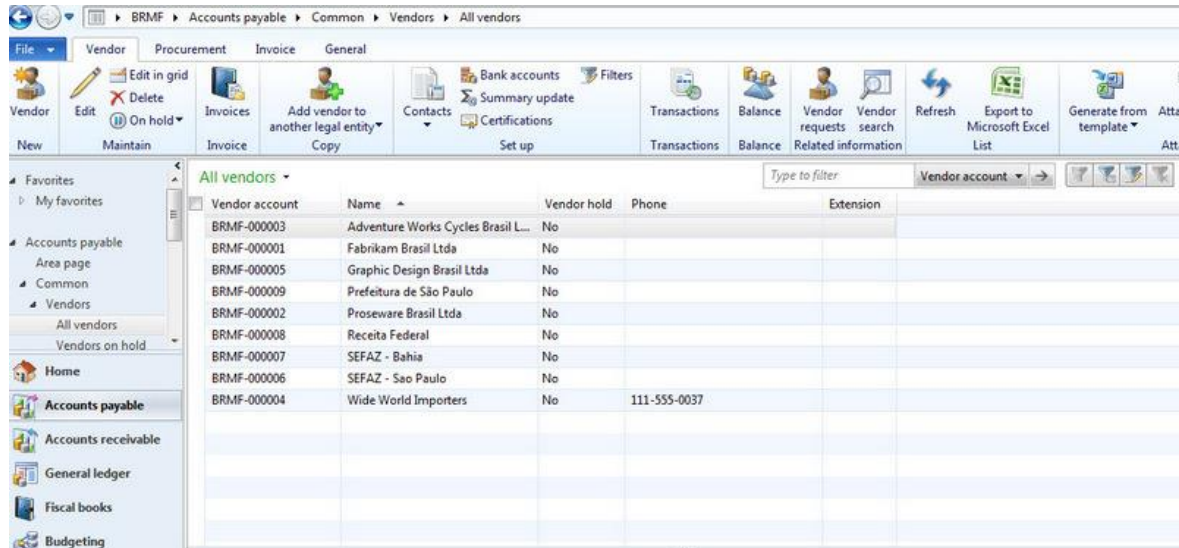 BRMF Accounts payable Common Vendors All vendors
File Vendor Procurement Invoice General
Vendor
New
Edit
Edit in grid
Delete
On hold
Maintain
Invoices
Invoice
Add vendor to
another legal entity
Copy
Contacts
Bank accounts
Summary update
Certifications
Filters
Set up
Transactions
Transactions
Balance
Balance
Vendor
requests
Vendor
search
Related information
Refresh
Export to
Microsoft Excel
List
Generate from
template
Favorites
My favorites
Accounts payable
Area page
Common
Vendors
All vendors
Vendors on hold
Home
Accounts payable
Accounts receivable
General ledger
Fiscal books
Budgeting
All vendors
Type to filter
Vendor account
Vendor account Name Vendor hold Phone Extension
BRMF-000003 Adventure Works Cycles Brasil L... No
BRMF-000001 Fabrikam Brasil Ltda No
BRMF-000005 Graphic Design Brasil Ltda No
BRMF-000009 Prefeitura de São Paulo No
BRMF-000002 Proseware Brasil Ltda No
BRMF-000008 Receita Federal No
BRMF-000007 SEFAZ - Bahia No
BRMF-000006 SEFAZ - Sao Paulo No
BRMF-000004 Wide World Importers No 111-555-0037